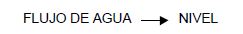 FLUJO DE AGUA → NIVEL